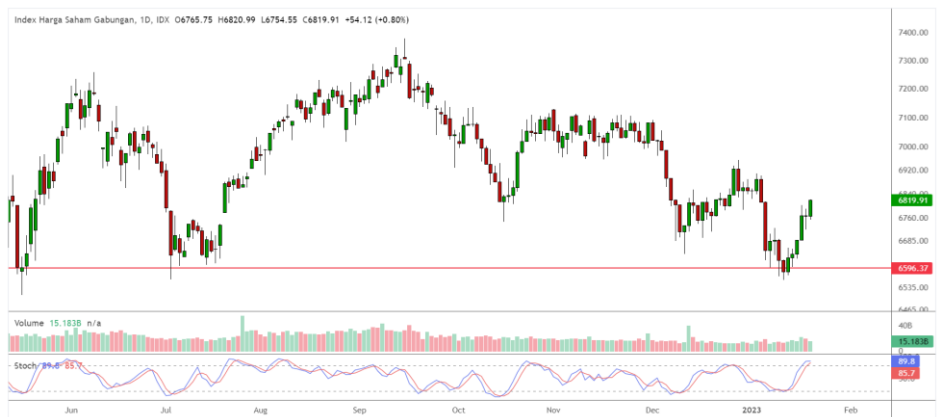 Index Harga Saham Gabungan, 1D, IDX O6765.75 H6820.99 L6754.55 C6819.91 +54.12 (+0.80%)
7400.00
7300.00
7200.00
7100.00
7000.00
6920.00
6819.91
6760.00
6685.00
6596.37
6535.00
6465.00
Volume 15.183B n/a
40B
15.183B
0
Stoch 89.8 85.7
89.8
85.7
Jun Jul Aug Sep Oct Nov Dec 2023 Feb